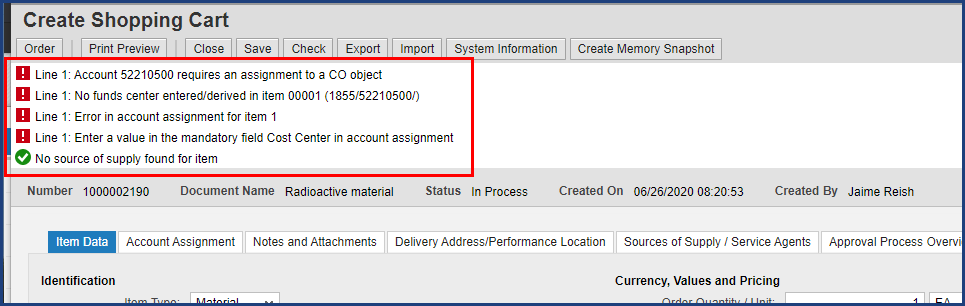 Create Shopping Cart
Order Print Preview Close Save Check Export Import System Information Create Memory Snapshot
Line 1: Account 52210500 requires an assignment to a CO object
Line 1: No funds center entered/derived in item 00001 (1855/52210500/)
Line 1: Error in account assignment for item 1
Line 1: Enter a value in the mandatory field Cost Center in account assignment
No source of supply found for item
Number 1000002190 Document Name Radioactive material Status In Process Created On 06/26/2020 08:20:53 Created By Jaime Reish
Item Data Account Assignment Notes and Attachments Delivery Address/Performance Location Sources of Supply / Service Agents Approval Process Overvi
Identification Currency, Values and Pricing
Item Type: Material Order Quantity / Unit: 1 EA